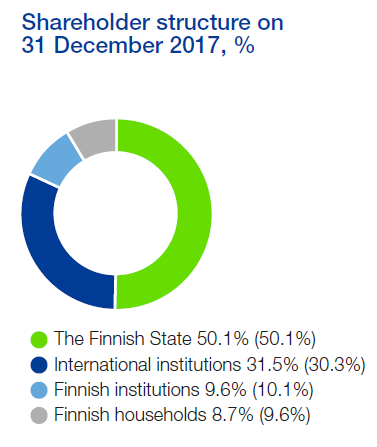 Shareholder structure on
31 December 2017, %
The Finnish State 50.1% (50.1%)
International institutions 31.5% (30.3%)
Finnish institutions 9.6% (10.1%)
Finnish households 8.7% (9.6%)